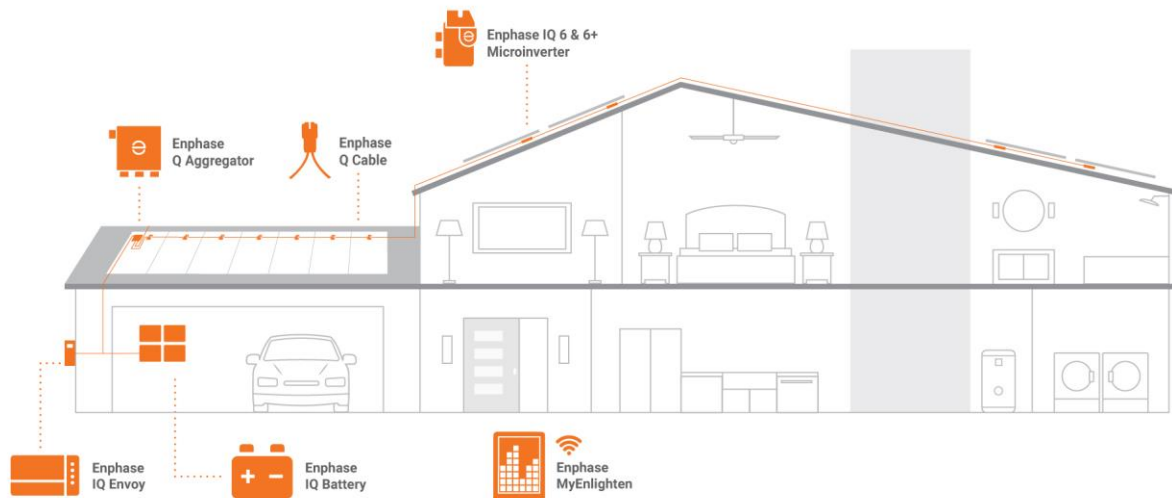 Enphase IQ 6 & 6+
Microinverter
Enphase
Q Aggregator
Enphase
Q Cable
Enphase
IQ Envoy
Enphase
IQ Battery
Enphase
MyEnlighten